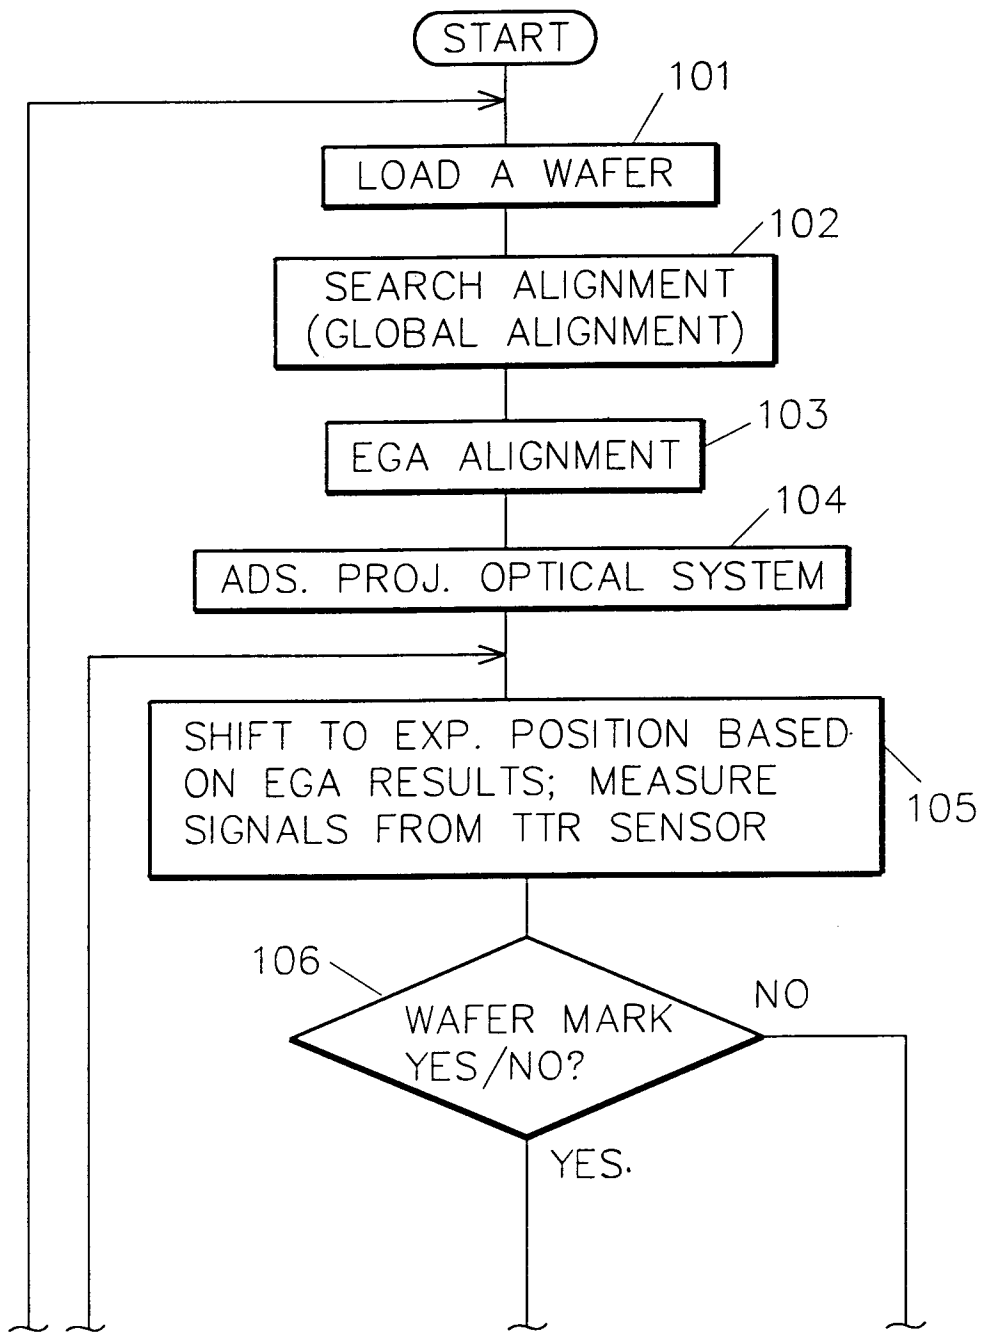 START
101
LOAD A WAFER
102
SEARCH ALIGNMENT
(GLOBAL ALIGNMENT)
103
EGA ALIGNMENT
104
ADS. PROJ. OPTICAL SYSTEM
SHIFT TO EXP. POSITION BASED
ON EGA RESULTS; MEASURE
SIGNALS FROM TTR SENSOR
105
106
WAFER MARK
YES/NO?
NO
YES.